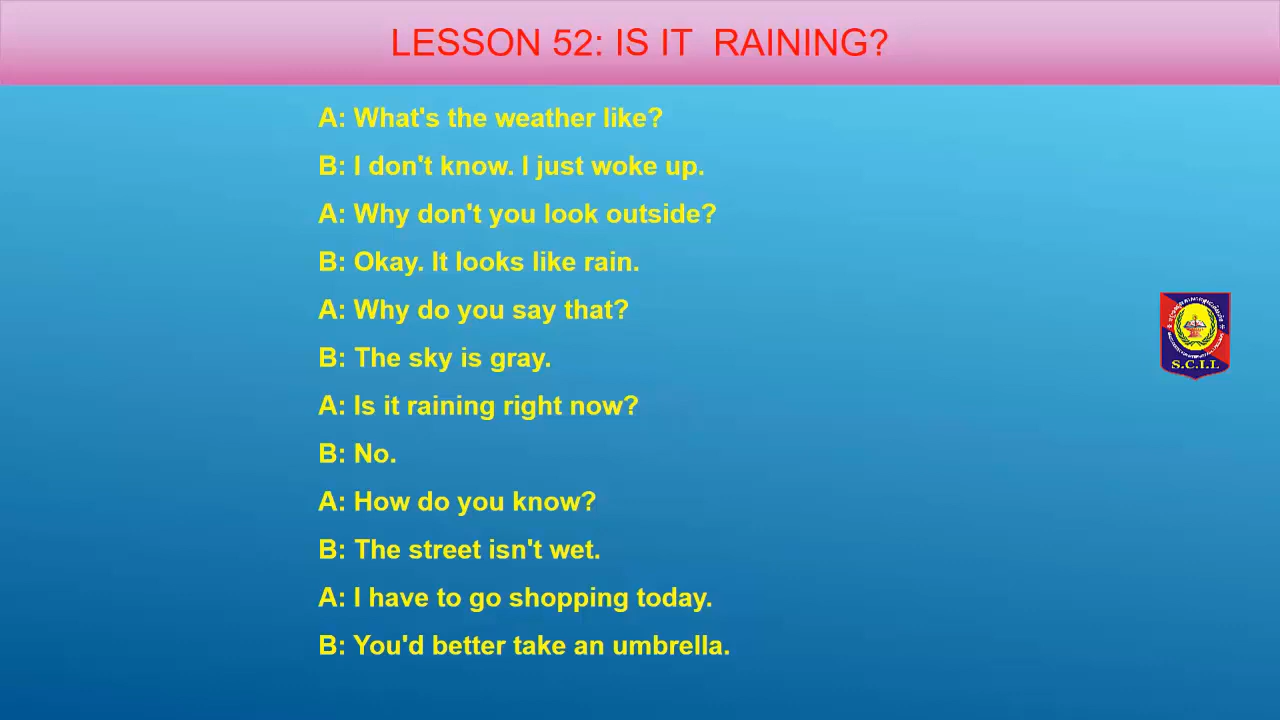 LESSON 52: IS IT RAINING?
A: What's the weather like?
B: I don't know. I just woke up.
A: Why don't you look outside?
B: Okay. It looks like rain.
A: Why do you say that?
B: The sky is gray.
A: Is it raining right now?
B: No.
A: How do you know?
B: The street isn't wet.
A: I have to go shopping today.
B: You'd better take an umbrella.
S.C.I.L